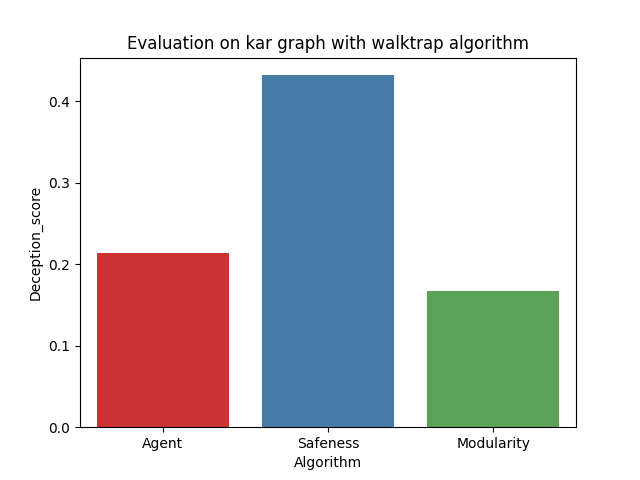 Evaluation on kar graph with walktrap algorithm
Deception_score
0.4
0.3
0.2
0.1
0.0
Agent
Safeness
Modularity
Algorithm